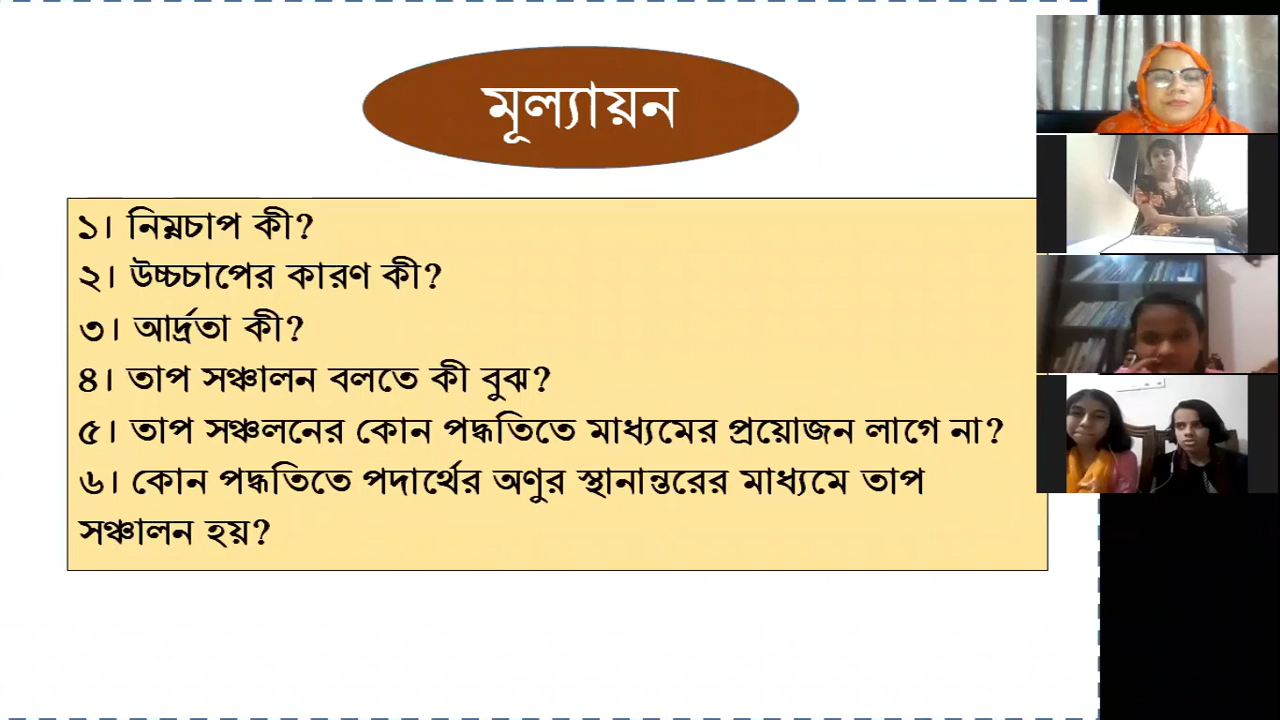 মূল্যায়ন
১। নিম্নচাপ কী?
২। উচ্চচাপের কারণ কী?
৩। আর্দ্রতা কী?
৪। তাপ সঞ্চালন বলতে কী বুঝ?
৫। তাপ সঞ্চলনের কোন পদ্ধতিতে মাধ্যমের প্রয়োজন লাগে না?
৬। কোন পদ্ধতিতে পদার্থের অণুর স্থানান্তরের মাধ্যমে তাপ
সঞ্চালন হয়?